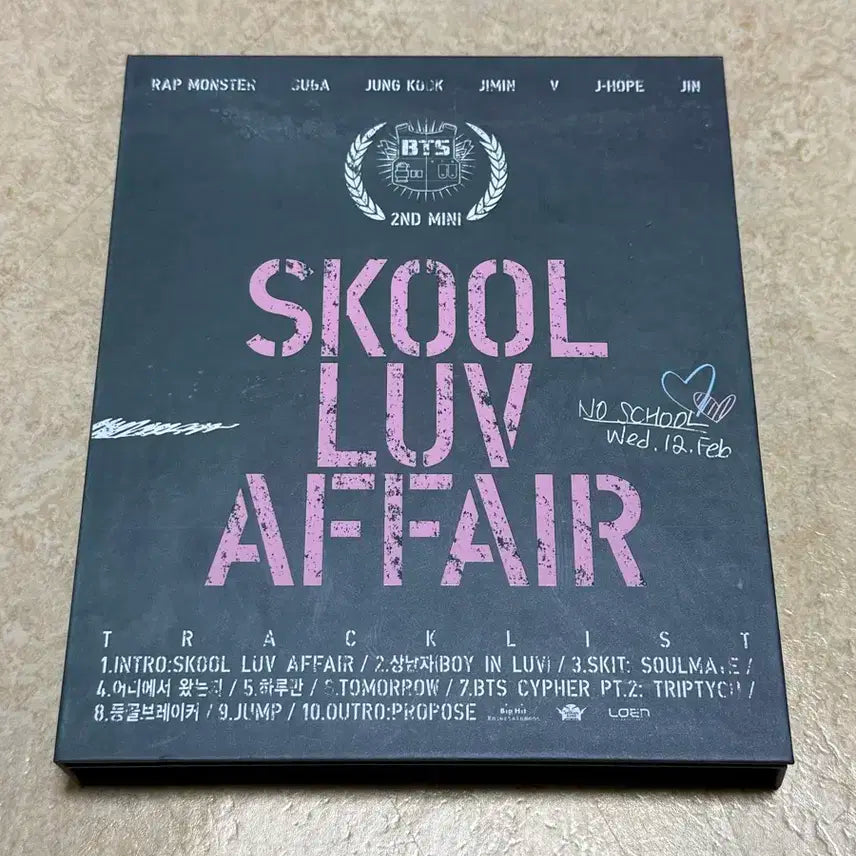 RAP MONSTER SUGA JUNG KOOK JIMIN V J-HOPE JIN
BTS
2ND MINI
SKOOL
LUV
AFFAIR
NO SCHOOL
Wed.12.Feb
TRACKLIST
1.INTRO:SKOOL LUV AFFAIR / 2.상남자(BOY IN LUV) / 3.SKIT: SOULMATE /
4.어디에서 왔는지 / 5.하루만 / 6.TOMORROW / 7.BTS CYPHER PT.2: TRIPTYCH /
8.등골브레이커 / 9.JUMP / 10.OUTRO:PROPOSE Big Hit Entertainment LOEN